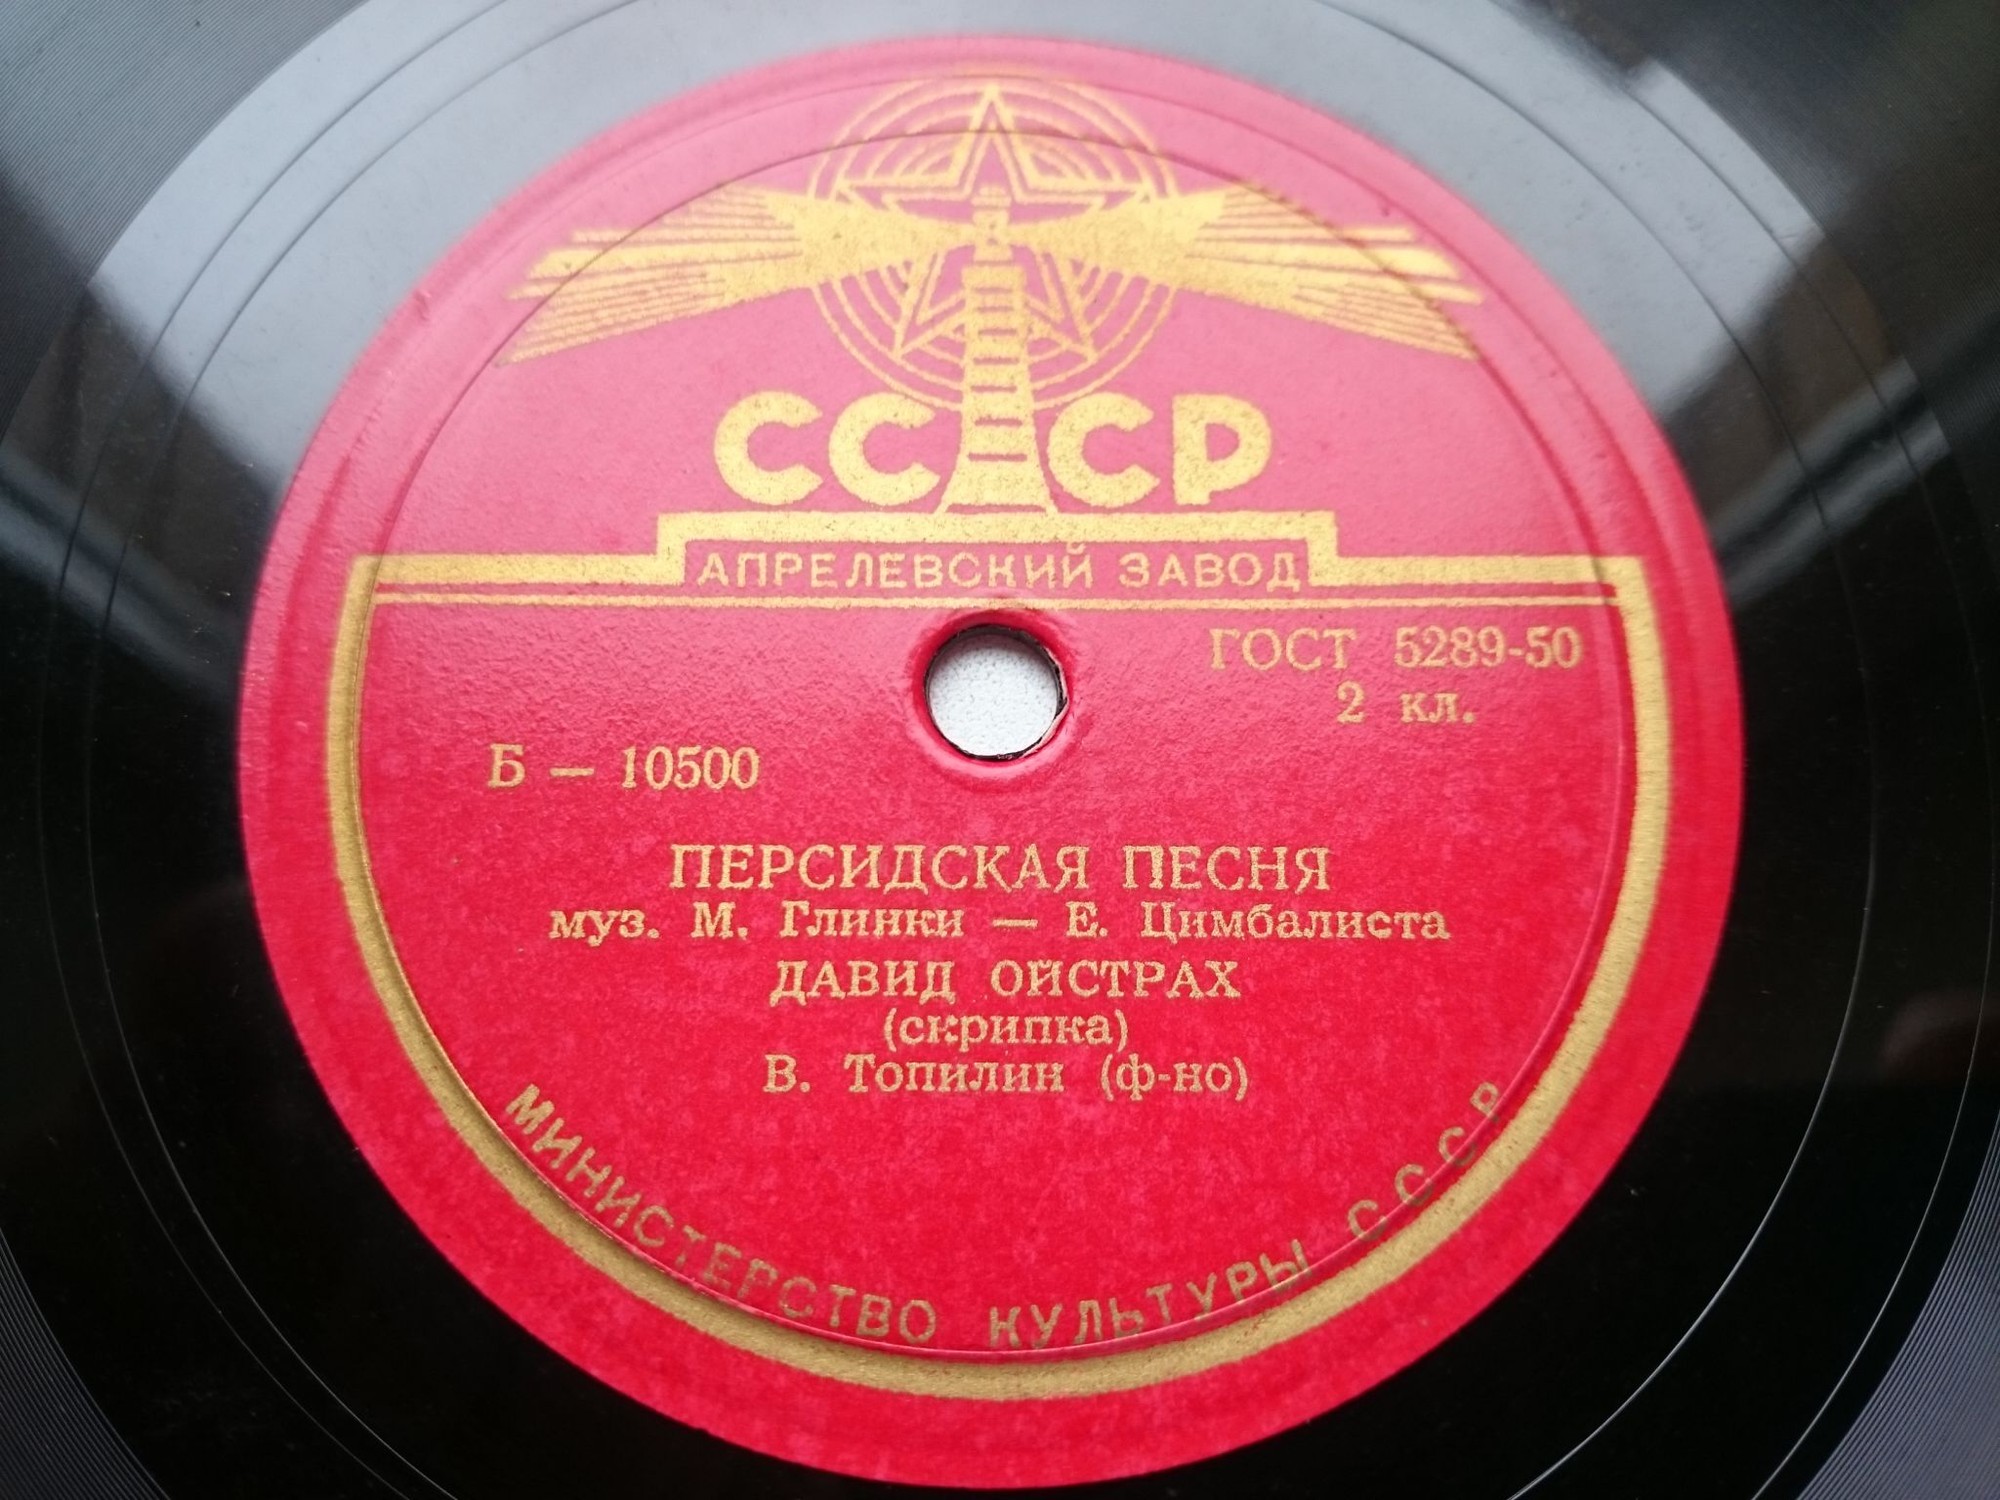 СССР
АПРЕЛЕВСКИЙ ЗАВОД
ГОСТ 5289-50
2 кл.
Б — 10500
ПЕРСИДСКАЯ ПЕСНЯ
муз. М. Глинки — Е. Цимбалиста
ДАВИД ОЙСТРАХ
(скрипка)
В. Топилин (ф-но)
МИНИСТЕРСТВО КУЛЬТУРЫ СССР